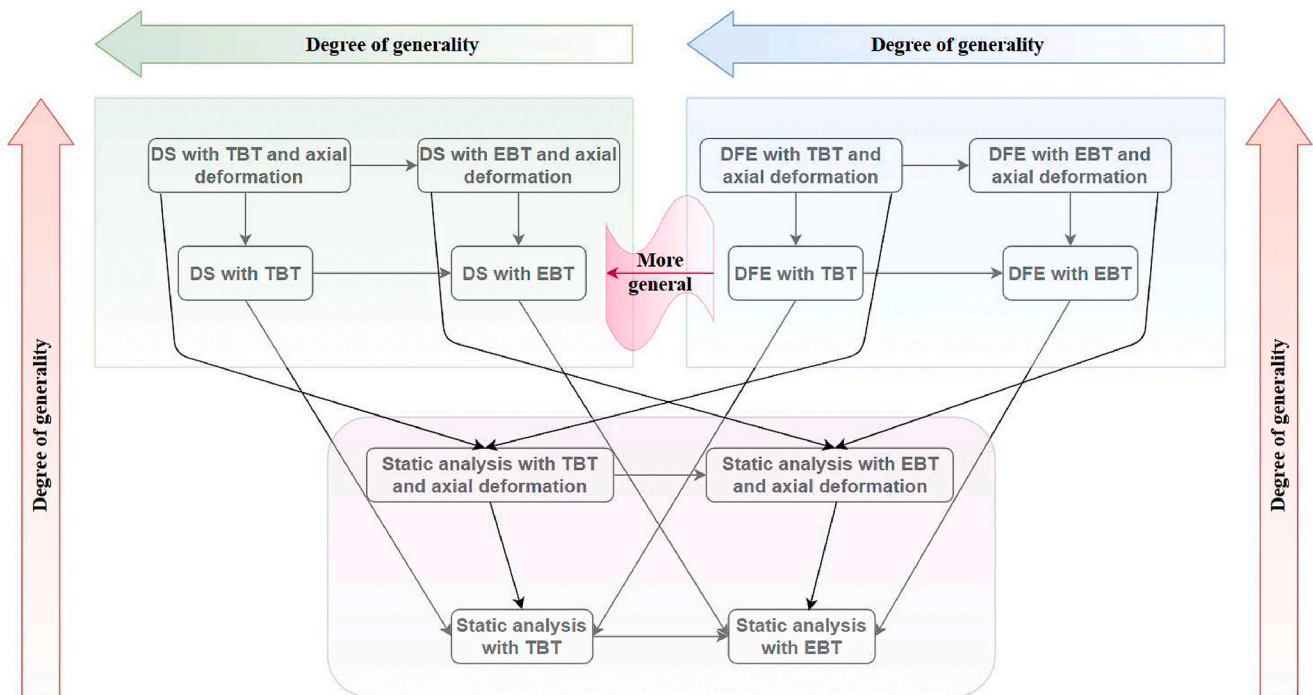 Degree of generality
Degree of generality
DS with TBT and axial
deformation
DS with EBT and axial
deformation
DFE with TBT and
axial deformation
DFE with EBT and
axial deformation
DS with TBT
DS with EBT
More
general
DFE with TBT
DFE with EBT
Degree of generality
Degree of generality
Static analysis with TBT
and axial deformation
Static analysis with EBT
and axial deformation
Static analysis
with TBT
Static analysis
with EBT